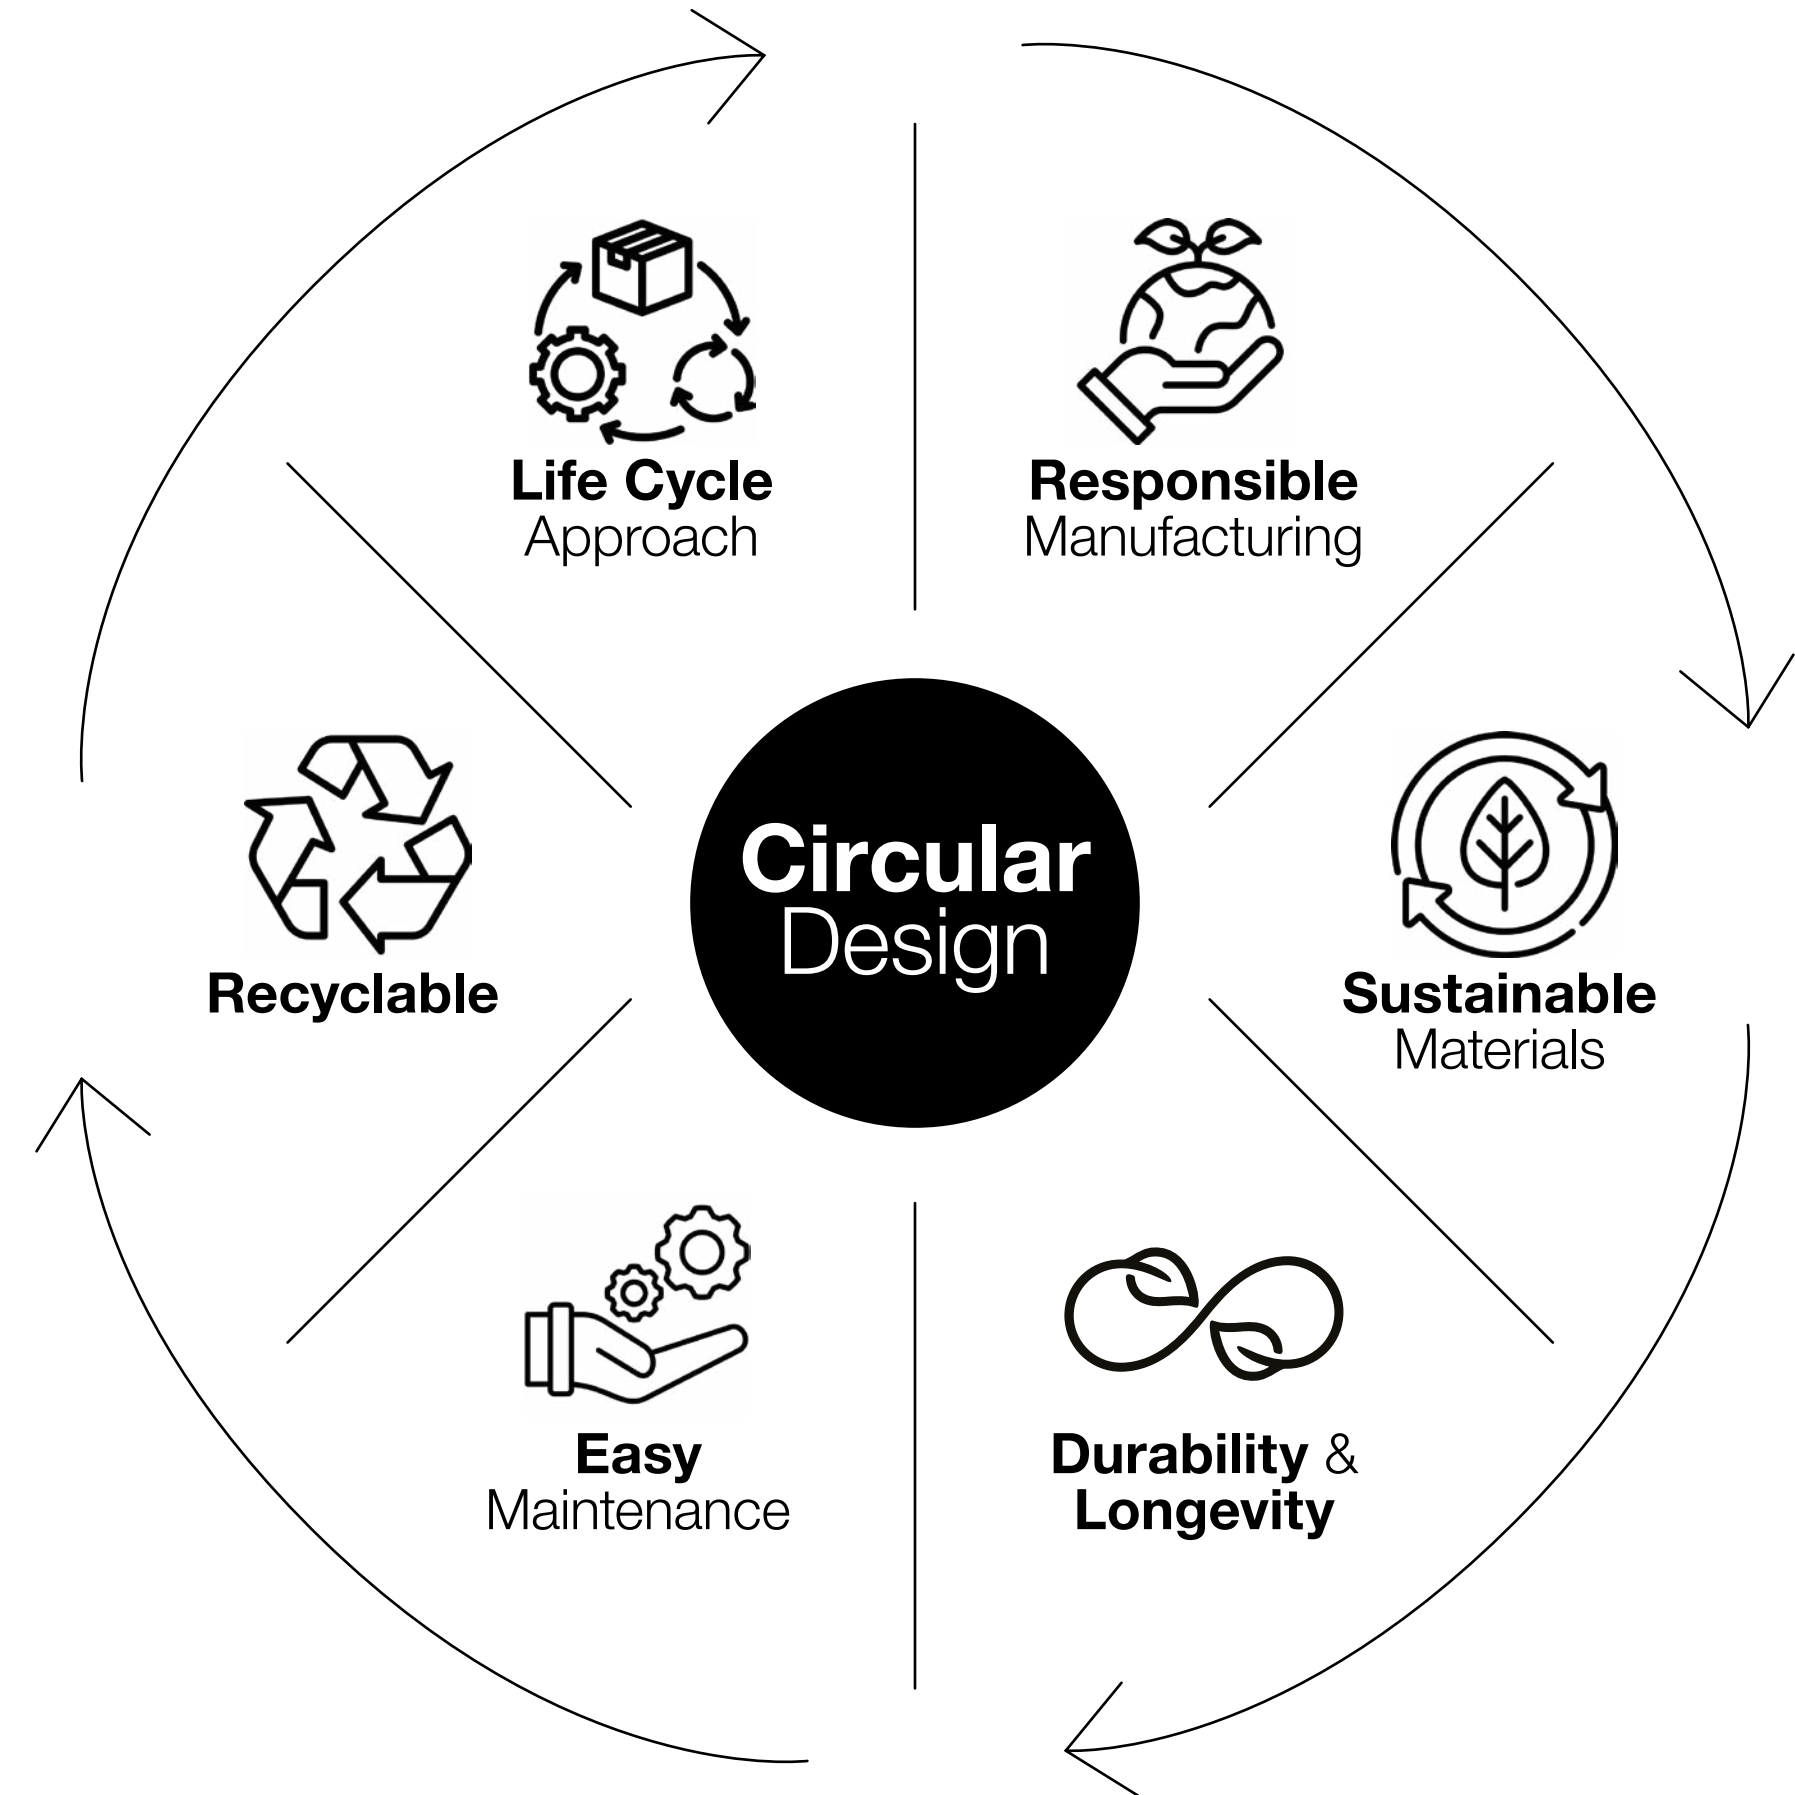 Life Cycle
Approach
Responsible
Manufacturing
Recyclable
Circular
Design
Sustainable
Materials
Easy
Maintenance
Durability &
Longevity